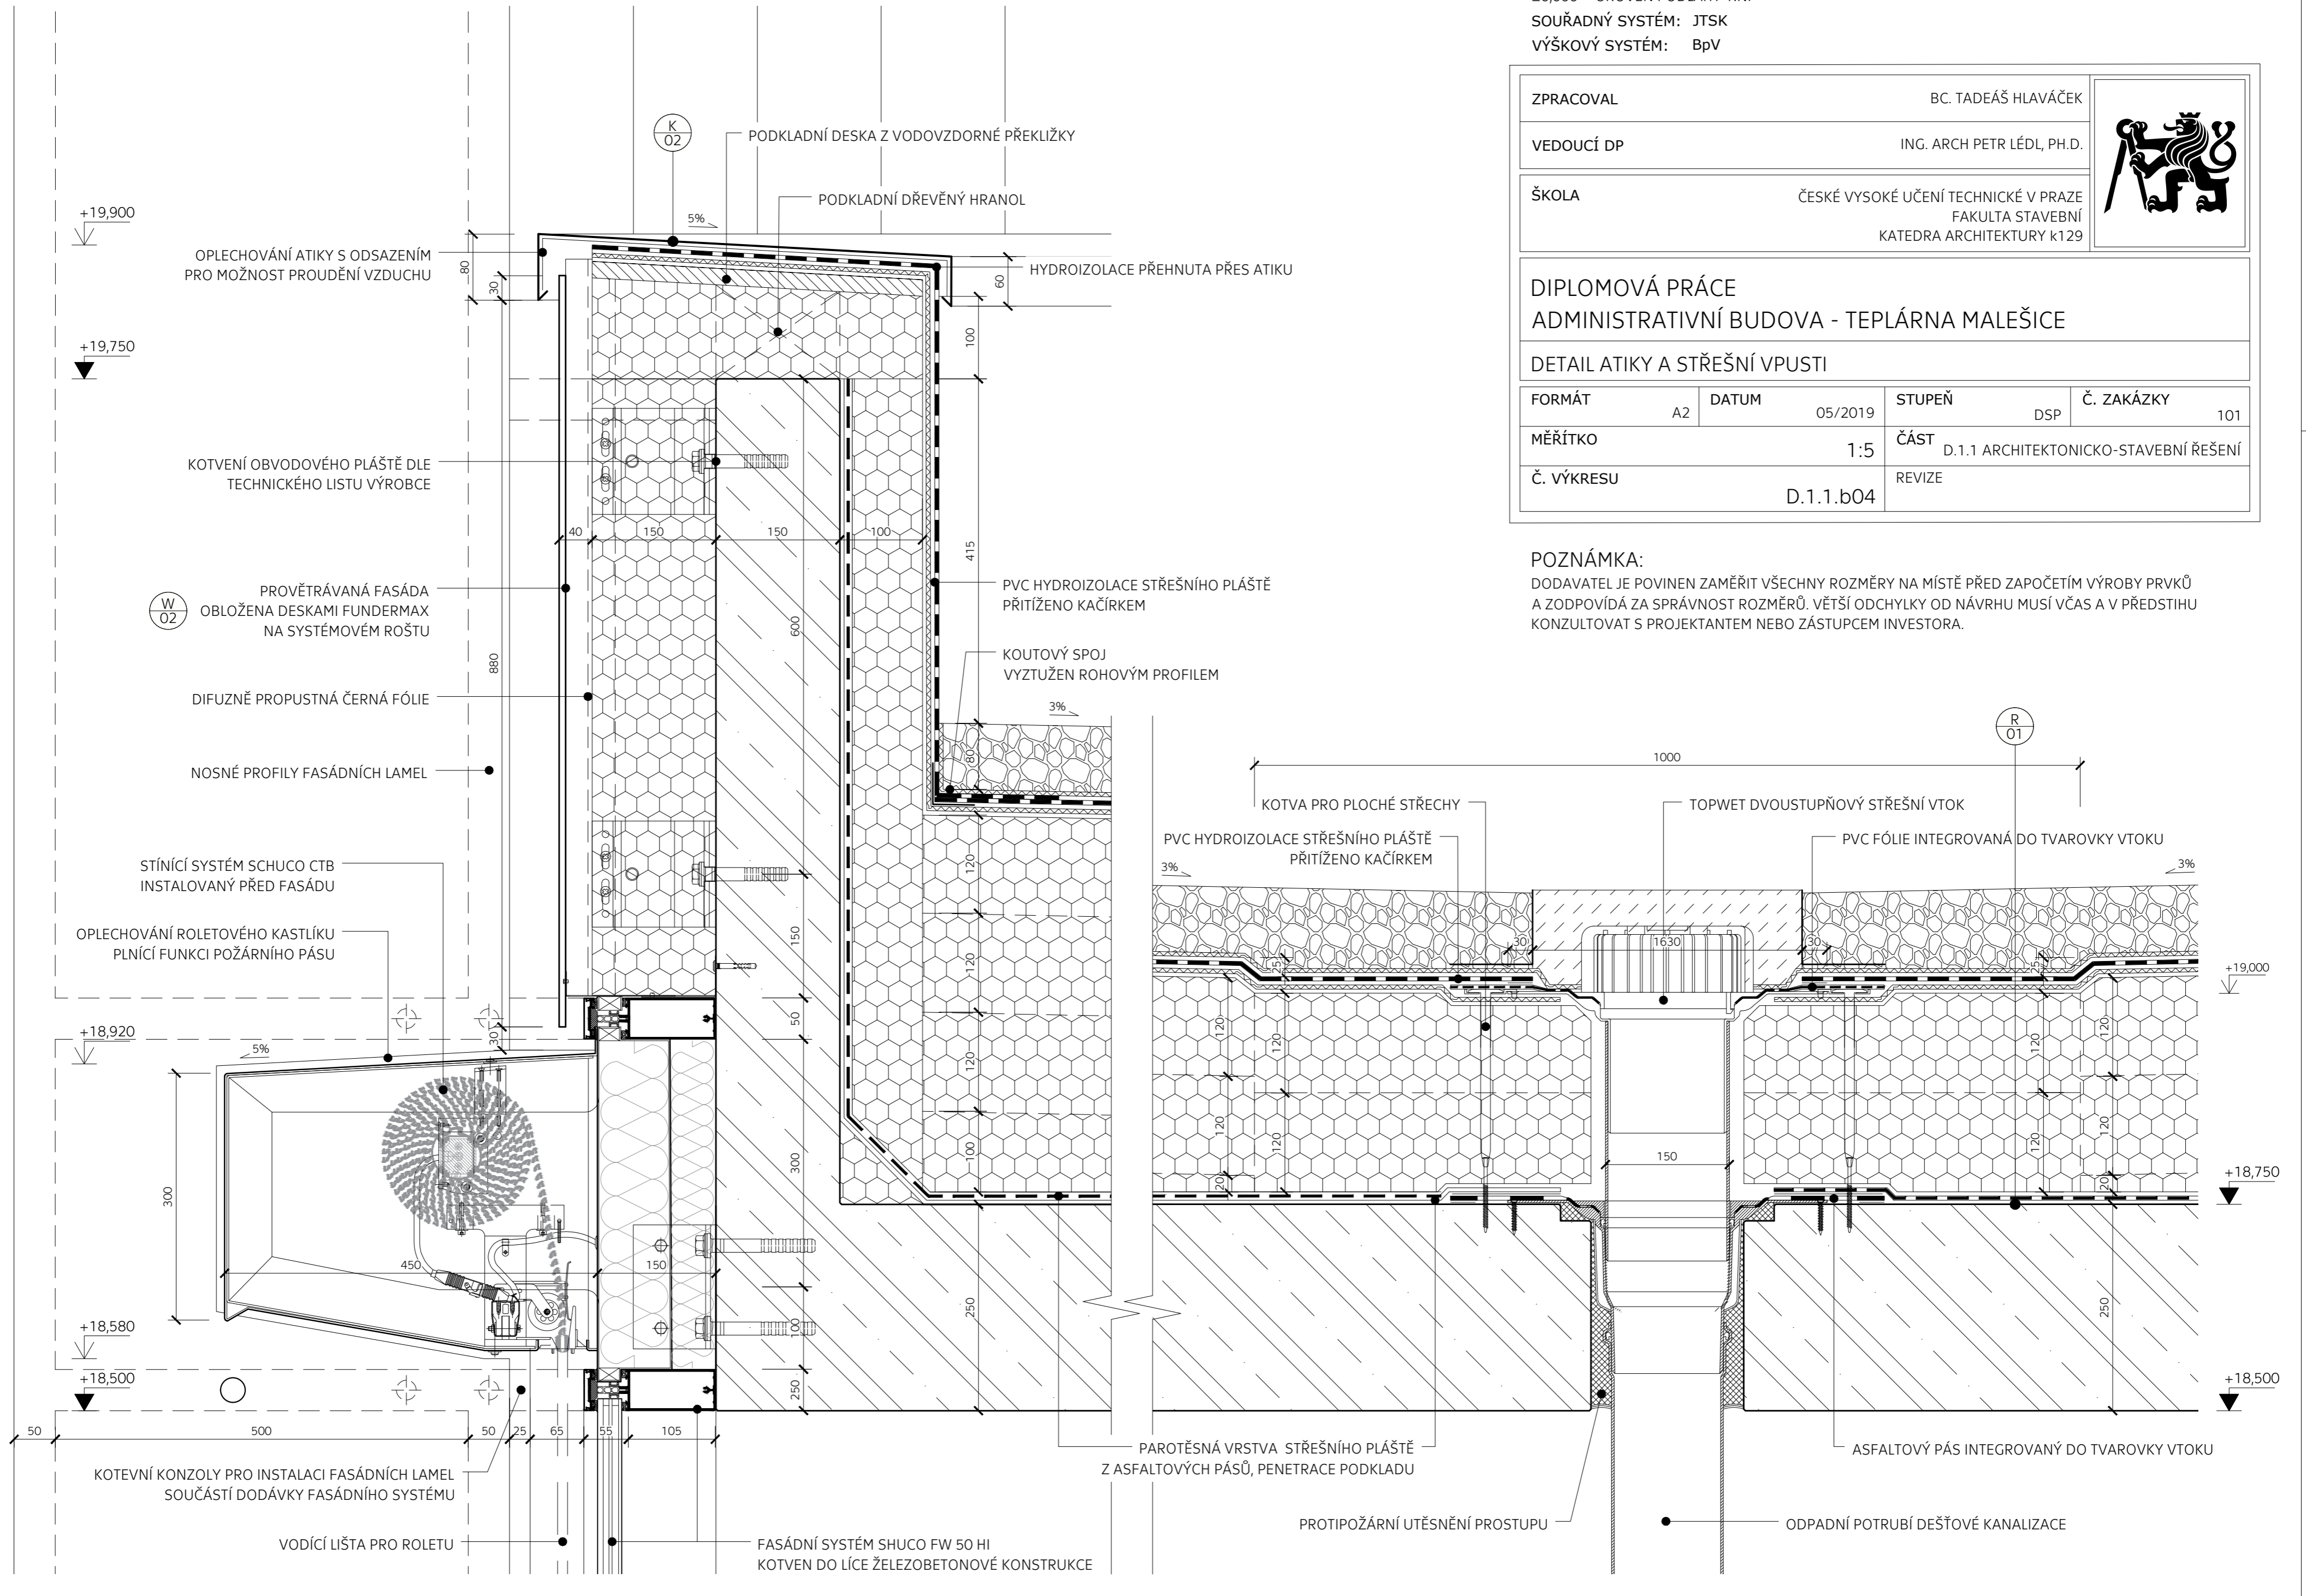 SOUŘADNÝ SYSTÉM: JTSK
VÝŠKOVÝ SYSTÉM: BpV
ZPRACOVAL
BC. TADEÁŠ HLAVÁČEK
VEDOUCÍ DP
ING. ARCH PETR LÉDL, PH.D.
ŠKOLA
ČESKÉ VYSOKÉ UČENÍ TECHNICKÉ V PRAZE
FAKULTA STAVEBNÍ
KATEDRA ARCHITEKTURY k129
DIPLOMOVÁ PRÁCE
ADMINISTRATIVNÍ BUDOVA - TEPLÁRNA MALEŠICE
DETAIL ATIKY A STŘEŠNÍ VPUSTI
FORMÁT
A2
DATUM
05/2019
STUPEŇ
DSP
Č. ZAKÁZKY
101
MĚŘÍTKO
1:5
ČÁST
D.1.1 ARCHITEKTONICKO-STAVEBNÍ ŘEŠENÍ
Č. VÝKRESU
D.1.1.b04
REVIZE
POZNÁMKA:
DODAVATEL JE POVINEN ZAMĚŘIT VŠECHNY ROZMĚRY NA MÍSTĚ PŘED ZAPOČETÍM VÝROBY PRVKŮ
A ZODPOVÍDÁ ZA SPRÁVNOST ROZMĚRŮ. VĚTŠÍ ODCHYLKY OD NÁVRHU MUSÍ VČAS A V PŘEDSTIHU
KONZULTOVAT S PROJEKTANTEM NEBO ZÁSTUPCEM INVESTORA.
K
02
PODKLADNÍ DESKA Z VODOVZDORNÉ PŘEKLIŽKY
PODKLADNÍ DŘEVĚNÝ HRANOL
5%
+19,900
OPLECHOVÁNÍ ATIKY S ODSAZENÍM
PRO MOŽNOST PROUDĚNÍ VZDUCHU
80
30
HYDROIZOLACE PŘEHNUTA PŘES ATIKU
60
100
+19,750
KOTVENÍ OBVODOVÉHO PLÁŠTĚ DLE
TECHNICKÉHO LISTU VÝROBCE
40
150
150
100
415
W
02
PROVĚTRÁVANÁ FASÁDA
OBLOŽENA DESKAMI FUNDERMAX
NA SYSTÉMOVÉM ROŠTU
PVC HYDROIZOLACE STŘEŠNÍHO PLÁŠTĚ
PŘITÍŽENO KAČÍRKEM
600
880
KOUTOVÝ SPOJ
VYZTUŽEN ROHOVÝM PROFILEM
DIFUZNĚ PROPUSTNÁ ČERNÁ FÓLIE
3%
80
NOSNÉ PROFILY FASÁDNÍCH LAMEL
R
01
1000
KOTVA PRO PLOCHÉ STŘECHY
TOPWET DVOUSTUPŇOVÝ STŘEŠNÍ VTOK
PVC HYDROIZOLACE STŘEŠNÍHO PLÁŠTĚ
PŘITÍŽENO KAČÍRKEM
PVC FÓLIE INTEGROVANÁ DO TVAROVKY VTOKU
3%
3%
STÍNÍCÍ SYSTÉM SCHUCO CTB
INSTALOVANÝ PŘED FASÁDU
OPLECHOVÁNÍ ROLETOVÉHO KASTLÍKU
PLNÍCÍ FUNKCI POŽÁRNÍHO PÁSU
150
120
120
120
100
30
1630
30
25
25
+19,000
50
30
+18,920
5%
120
120
120
120
120
120
120
120
20
20
20
20
150
300
300
450
150
+18,750
250
250
100
+18,580
+18,500
250
+18,500
50
500
50
25
65
55
105
KOTEVNÍ KONZOLY PRO INSTALACI FASÁDNÍCH LAMEL
SOUČÁSTÍ DODÁVKY FASÁDNÍHO SYSTÉMU
VODÍCÍ LIŠTA PRO ROLETU
FASÁDNÍ SYSTÉM SHUCO FW 50 HI
KOTVEN DO LÍCE ŽELEZOBETONOVÉ KONSTRUKCE
PAROTĚSNÁ VRSTVA STŘEŠNÍHO PLÁŠTĚ
Z ASFALTOVÝCH PÁSŮ, PENETRACE PODKLADU
ASFALTOVÝ PÁS INTEGROVANÝ DO TVAROVKY VTOKU
PROTIPOŽÁRNÍ UTĚSNĚNÍ PROSTUPU
ODPADNÍ POTRUBÍ DEŠŤOVÉ KANALIZACE